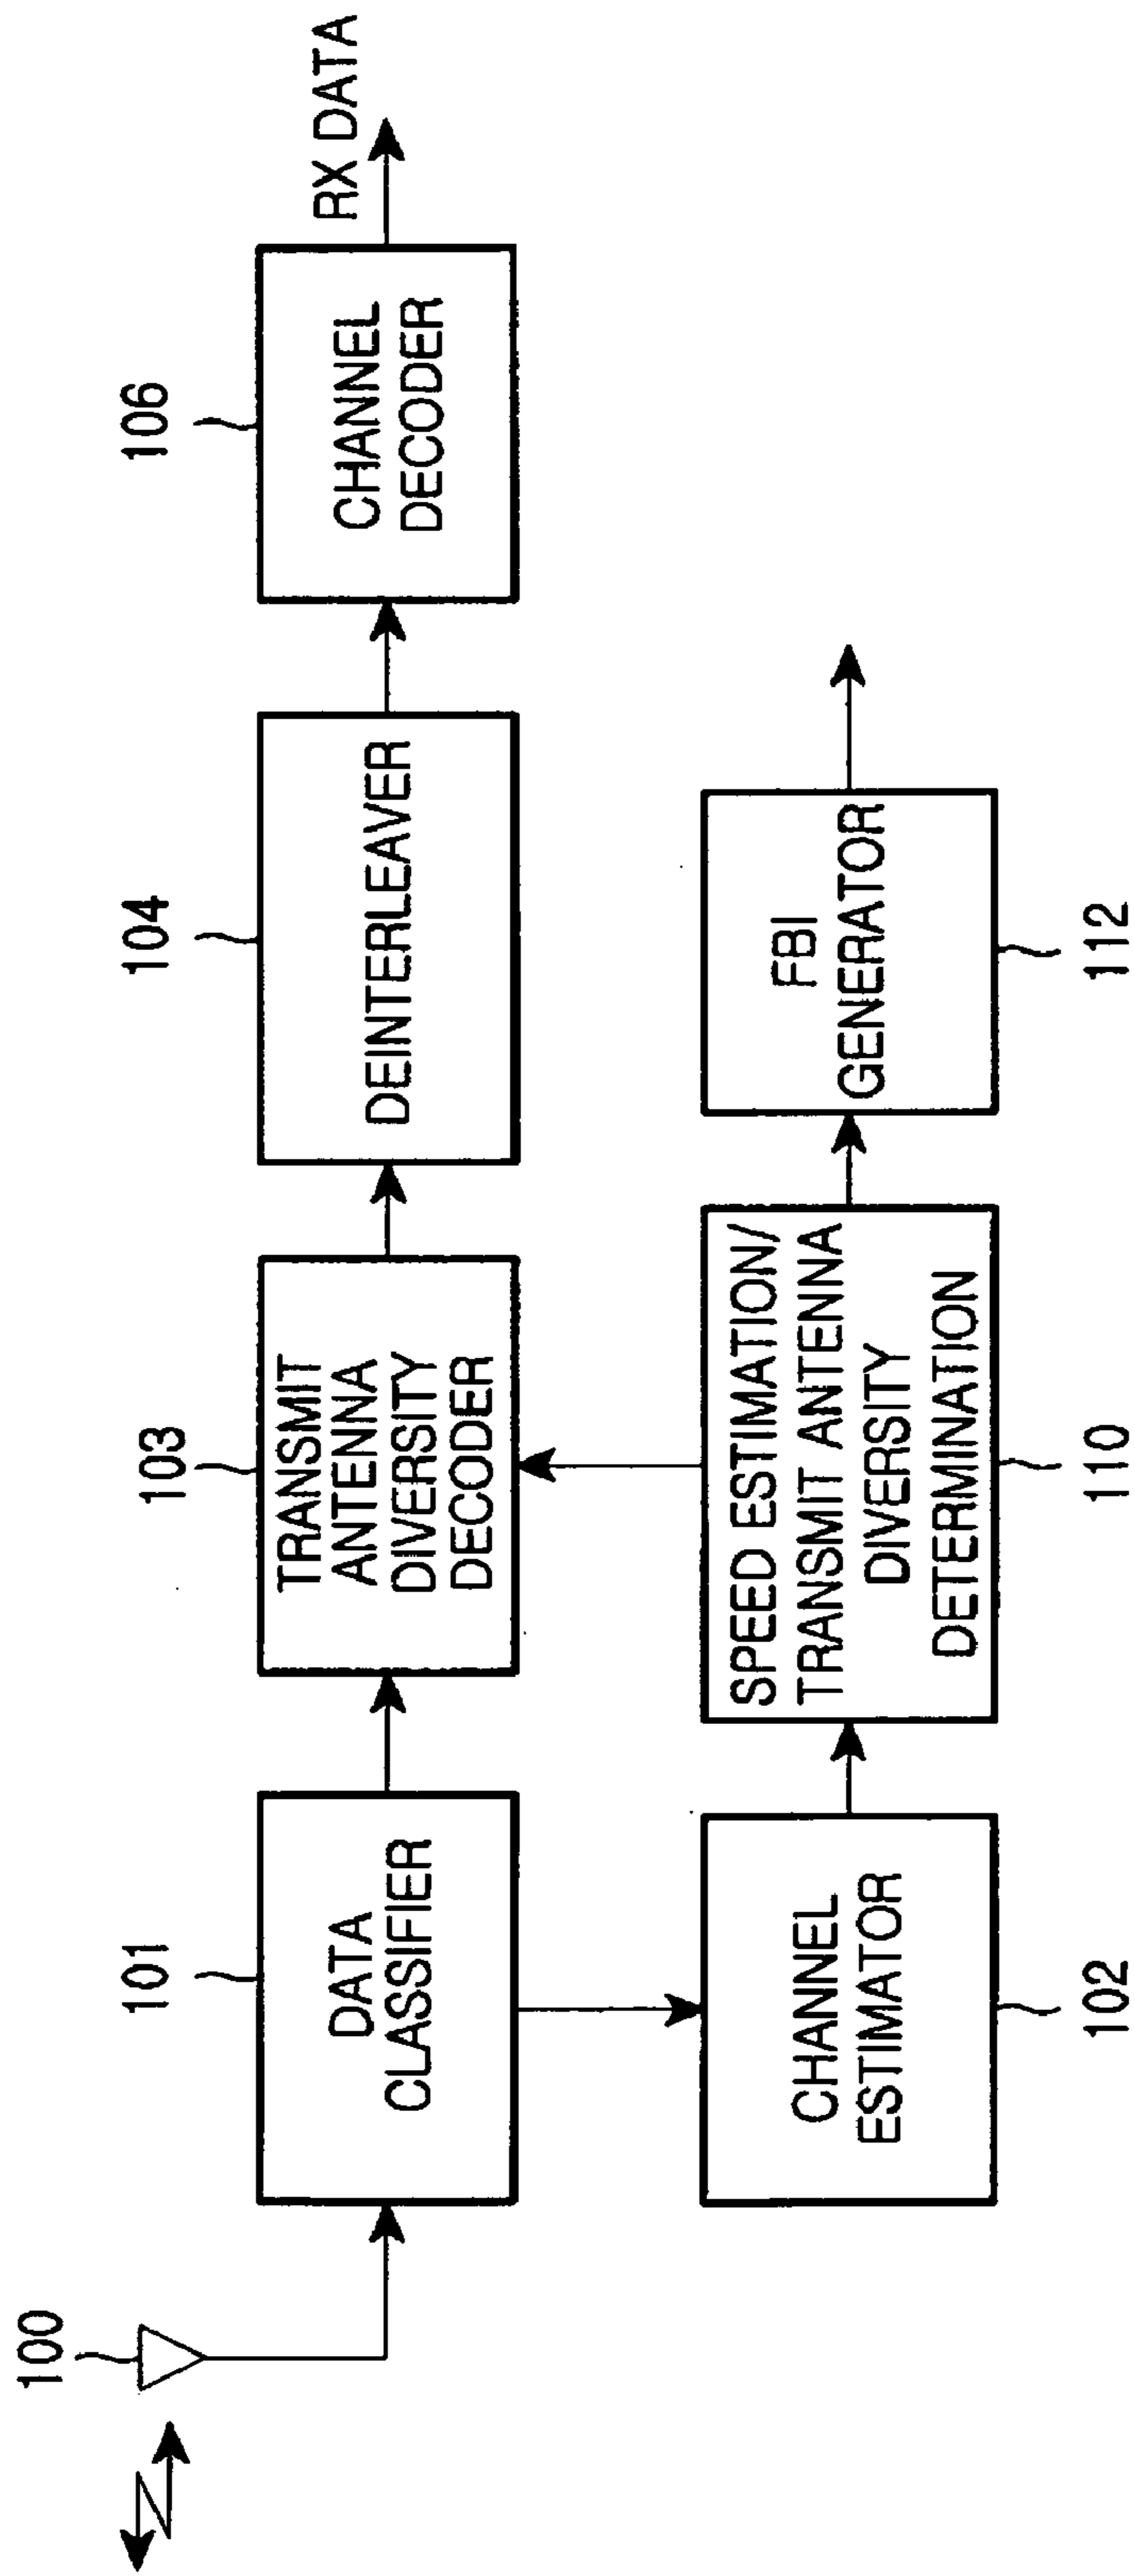 100
101
DATA
CLASSIFIER
103
TRANSMIT
ANTENNA
DIVERSITY
DECODER
104
DEINTERLEAVER
106
CHANNEL
DECODER
RX DATA
CHANNEL
ESTIMATOR
102
SPEED ESTIMATION/
TRANSMIT ANTENNA
DIVERSITY
DETERMINATION
110
FBI
GENERATOR
112